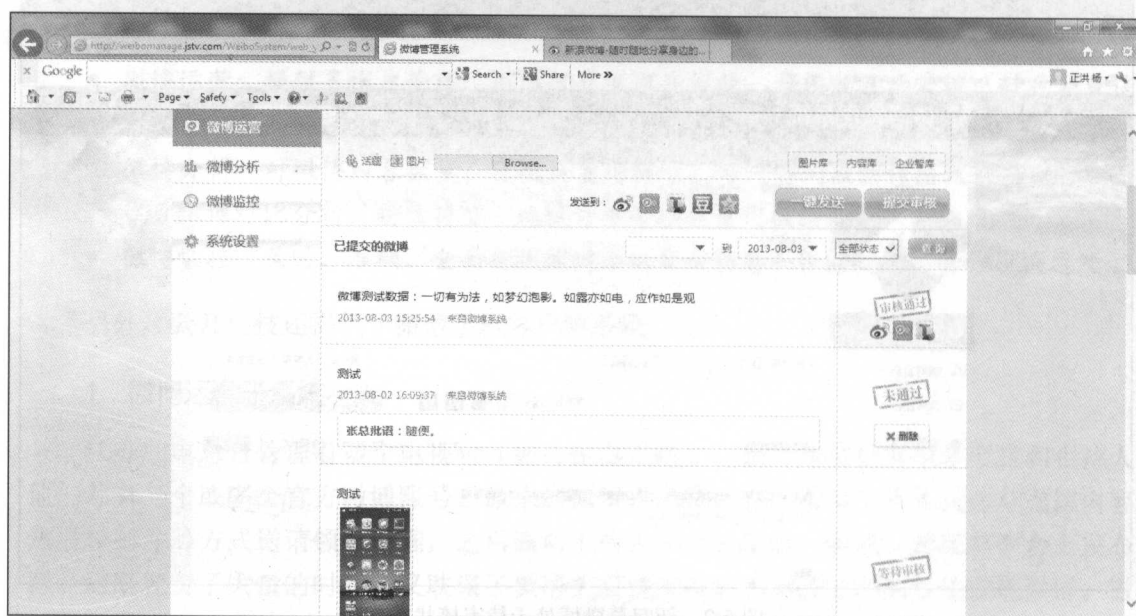 http://weibomanage.jstv.com/WeiboSystem/web_
微博管理系统
新浪微博-随时随地分享身边的...
Google
Search
Share
More »
正洪 杨
Page
Safety
Tools
微博运营
微博分析
微博监控
系统设置
话题
图片
Browse...
图片库
内容库
企业智库
发送到：
一键发送
提交审核
已提交的微博
到
2013-08-03
全部状态
查询
微博测试数据：一切有为法，如梦幻泡影。如露亦如电，应作如是观
2013-08-03 15:25:54 来自微博系统
审核通过
测试
2013-08-02 16:09:37 来自微博系统
未通过
张总批语：随便。
删除
测试
等待审核